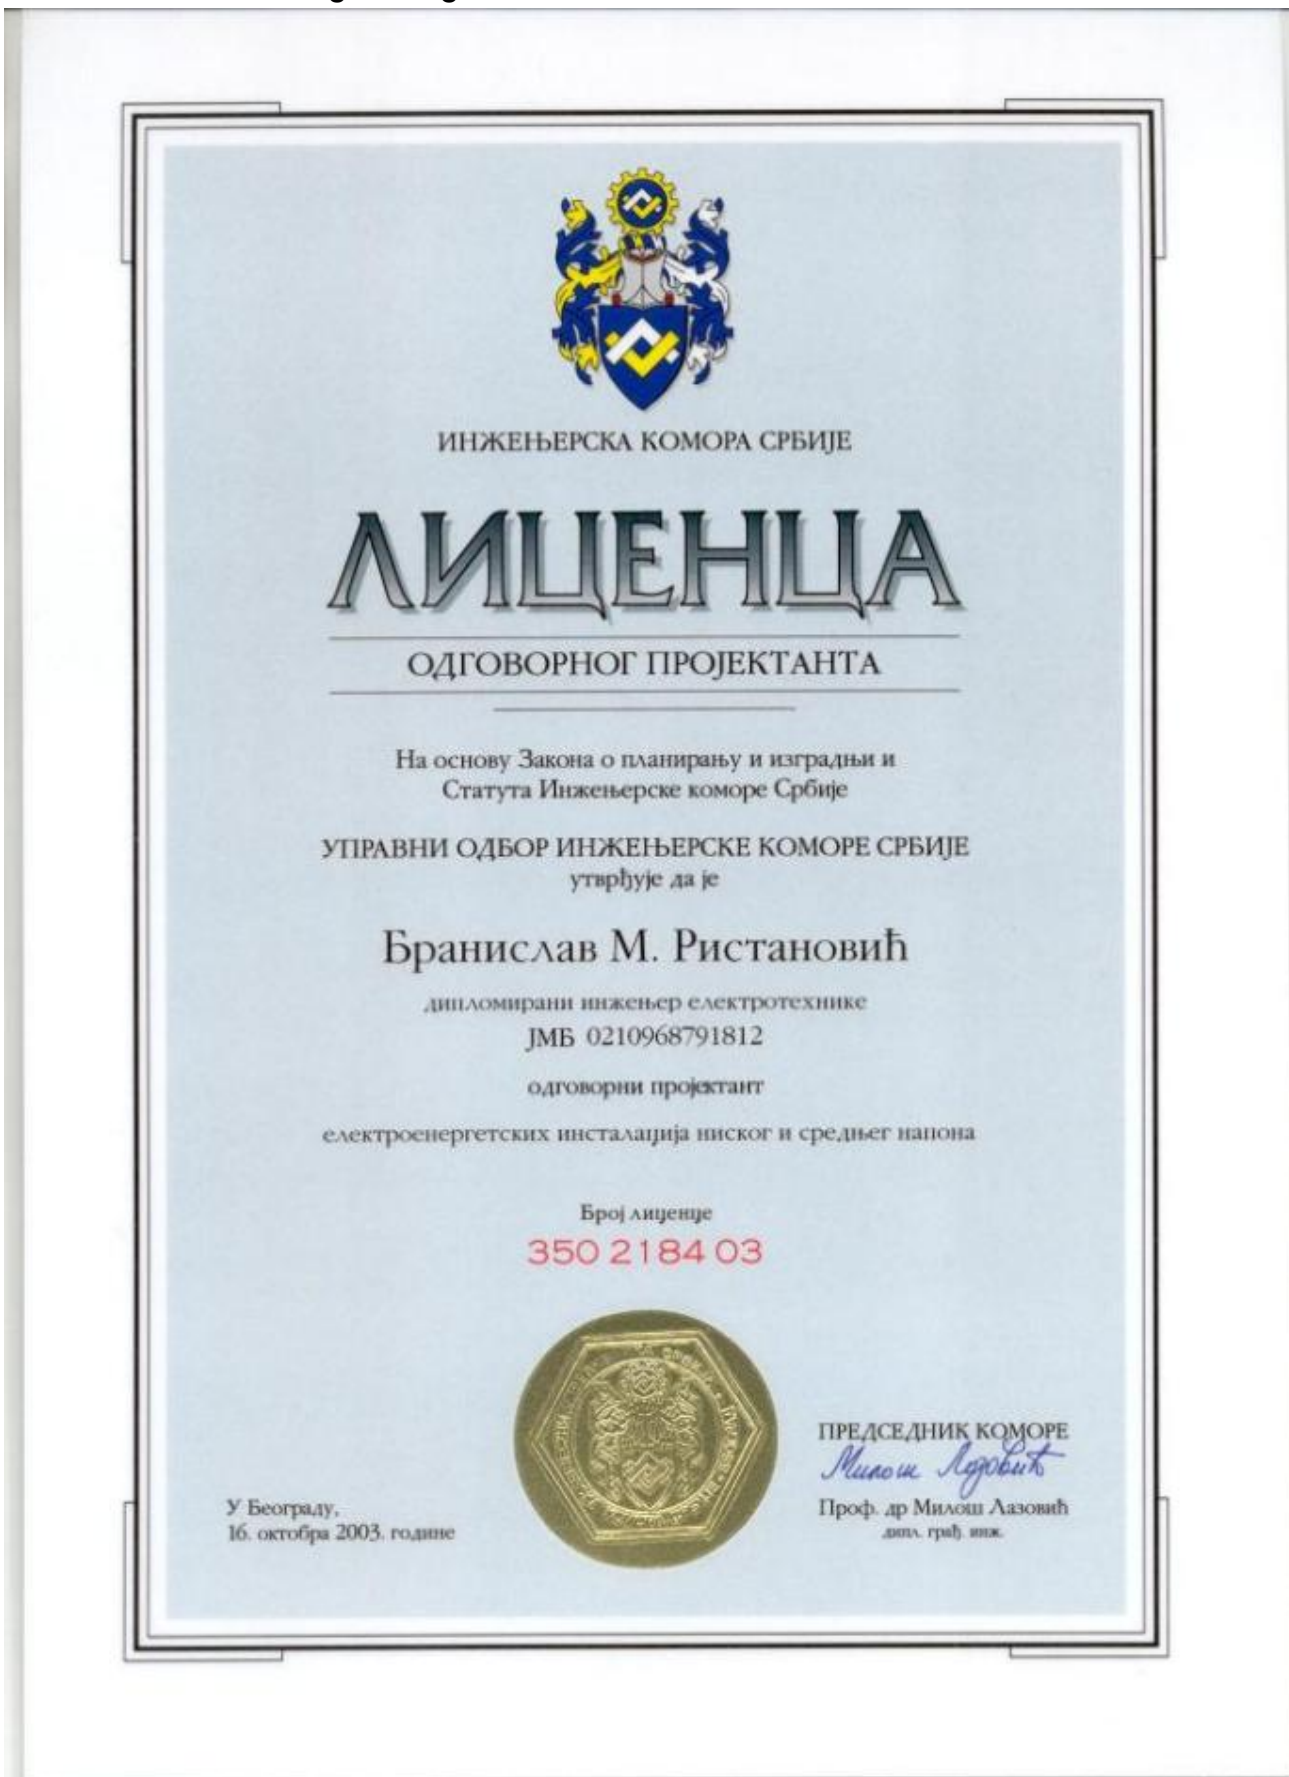 ИНЖЕЊЕРСКА КОМОРА СРБИЈЕ
ЛИЦЕНЦА
ОДГОВОРНОГ ПРОЈЕКТАНТА
На основу Закона о планирању и изградњи и
Статута Инжењерске коморе Србије
УПРАВНИ ОДБОР ИНЖЕЊЕРСКЕ КОМОРЕ СРБИЈЕ
утврђује да је
Бранислав М. Ристановић
дипломирани инжењер електротехнике
ЈМБ 0210968791812
одговорни пројектант
електроенергетских инсталација ниског и средњег напона
Број лиценце
350 2184 03
ПРЕДСЕДНИК КОМОРЕ
Милош Лазовић
Проф. др Милош Лазовић
дипл. грађ. инж.
У Београду,
16. октобра 2003. године